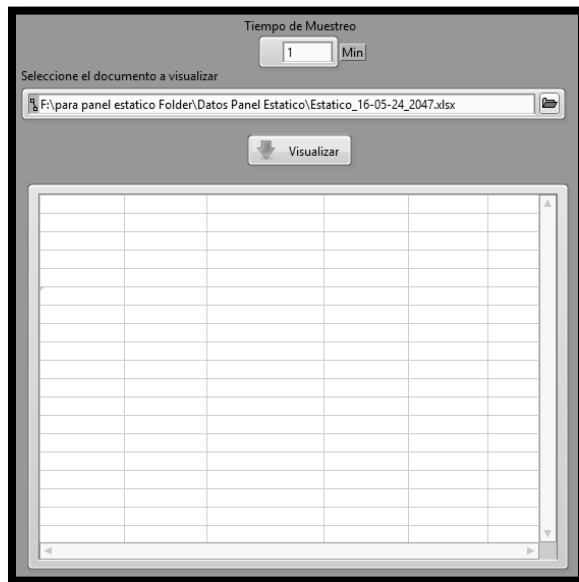 Tiempo de Muestreo
1 Min
Seleccione el documento a visualizar
F:\para panel estatico Folder\Datos Panel Estatico\Estatico_16-05-24_2047.xlsx
Visualizar